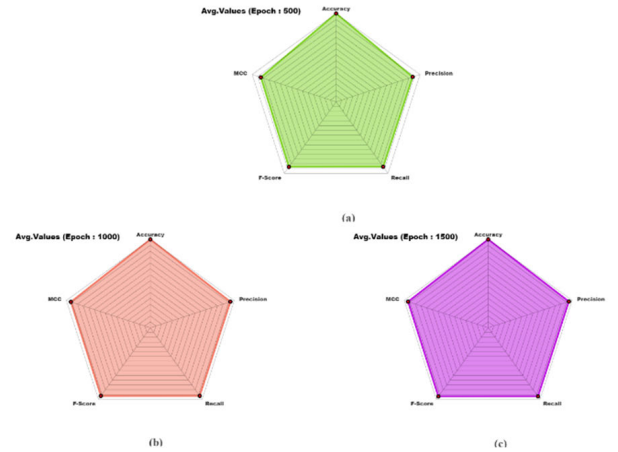 Avg.Values (Epoch : 500)
Accuracy
MCC
Precision
F-Score
Recall
(a)
Avg.Values (Epoch : 1000)
Accuracy
MCC
Precision
F-Score
Recall
(b)
Avg.Values (Epoch : 1500)
Accuracy
MCC
Precision
F-Score
Recall
(c)